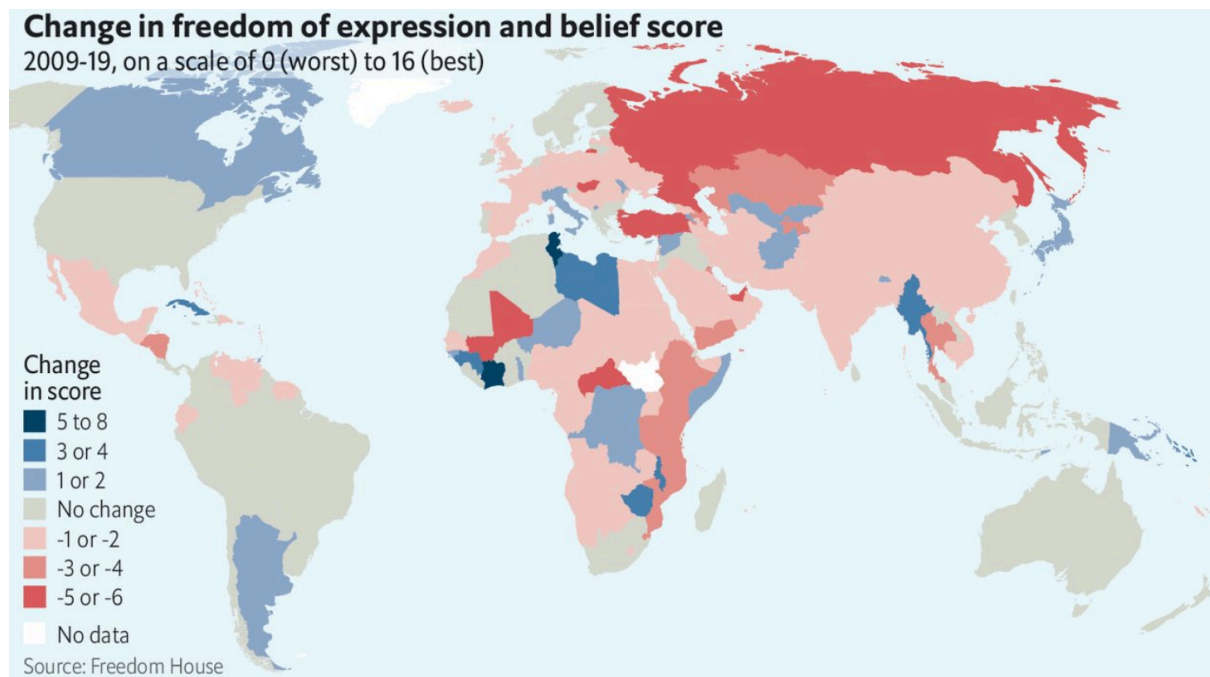 Change in freedom of expression and belief score
2009-19, on a scale of 0 (worst) to 16 (best)
Change
in score
5 to 8
3 or 4
1 or 2
No change
-1 or -2
-3 or -4
-5 or -6
No data
Source: Freedom House